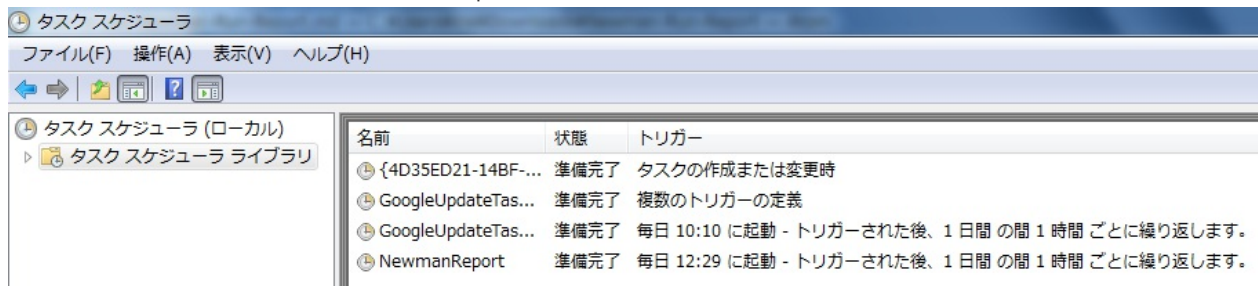 タスク スケジューラ
ファイル(F) 操作(A) 表示(V) ヘルプ(H)
タスク スケジューラ (ローカル)
タスク スケジューラ ライブラリ
名前 状態 トリガー
{4D35ED21-14BF-... 準備完了 タスクの作成または変更時
GoogleUpdateTas... 準備完了 複数のトリガーの定義
GoogleUpdateTas... 準備完了 毎日 10:10 に起動 - トリガーされた後、1 日間 の間 1 時間 ごとに繰り返します。
NewmanReport 準備完了 毎日 12:29 に起動 - トリガーされた後、1 日間 の間 1 時間 ごとに繰り返します。